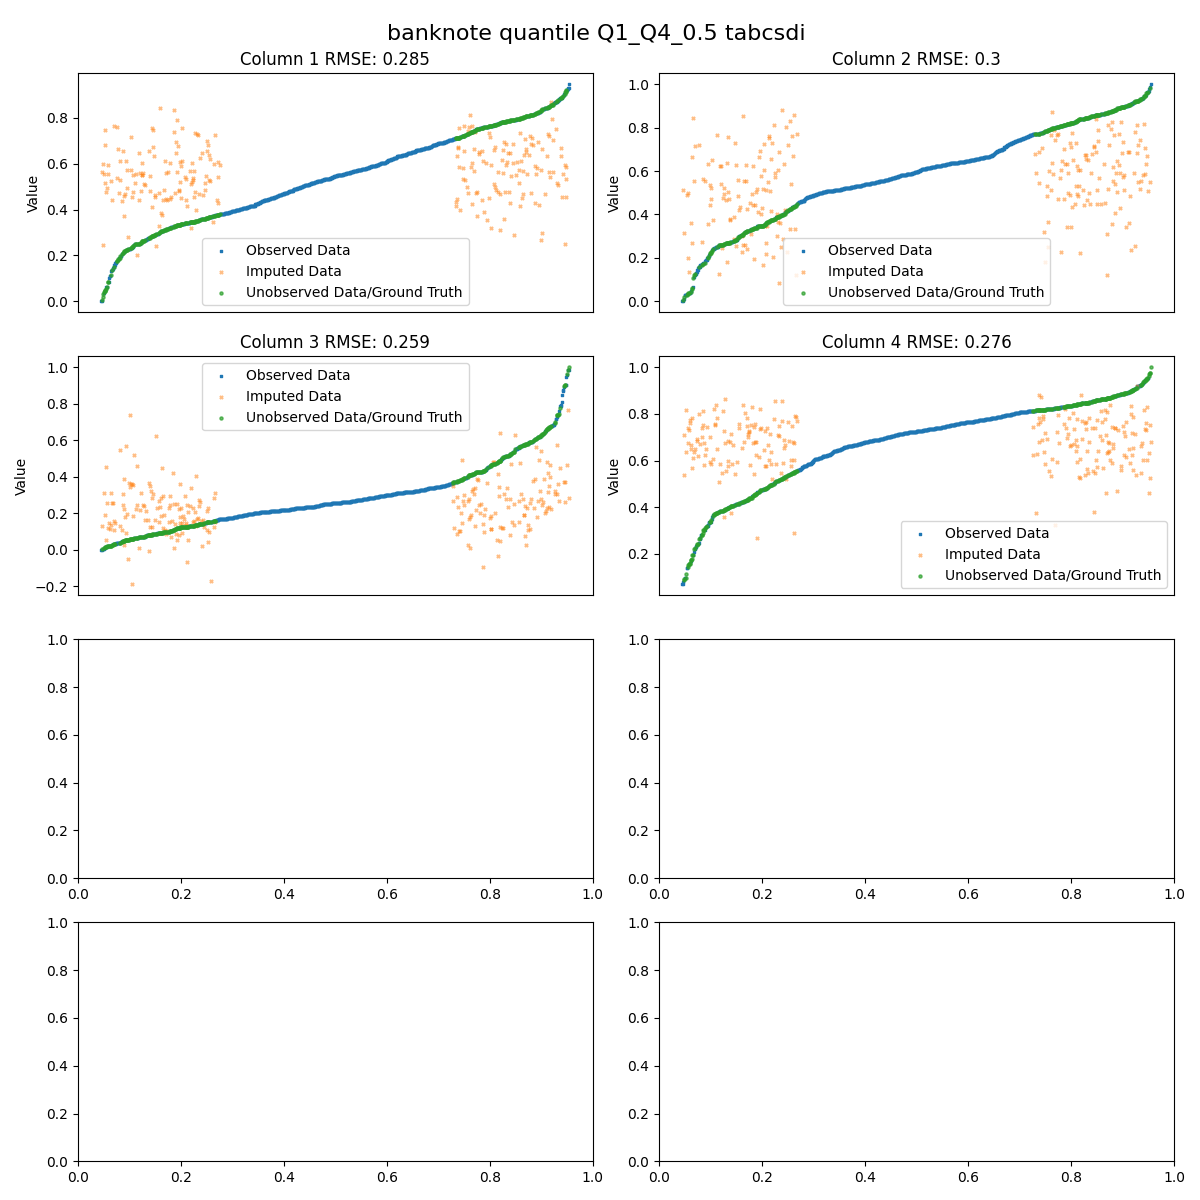 banknote quantile Q1_Q4_0.5 tabcsdi
Column 1 RMSE: 0.285
Value
0.8
0.6
0.4
0.2
0.0
Observed Data
Imputed Data
Unobserved Data/Ground Truth
Column 2 RMSE: 0.3
Value
1.0
0.8
0.6
0.4
0.2
0.0
Observed Data
Imputed Data
Unobserved Data/Ground Truth
Column 3 RMSE: 0.259
Value
1.0
0.8
0.6
0.4
0.2
0.0
−0.2
Observed Data
Imputed Data
Unobserved Data/Ground Truth
Column 4 RMSE: 0.276
Value
1.0
0.8
0.6
0.4
0.2
Observed Data
Imputed Data
Unobserved Data/Ground Truth
1.0
0.8
0.6
0.4
0.2
0.0
0.0 0.2 0.4 0.6 0.8 1.0
1.0
0.8
0.6
0.4
0.2
0.0
0.0 0.2 0.4 0.6 0.8 1.0
1.0
0.8
0.6
0.4
0.2
0.0
0.0 0.2 0.4 0.6 0.8 1.0
1.0
0.8
0.6
0.4
0.2
0.0
0.0 0.2 0.4 0.6 0.8 1.0